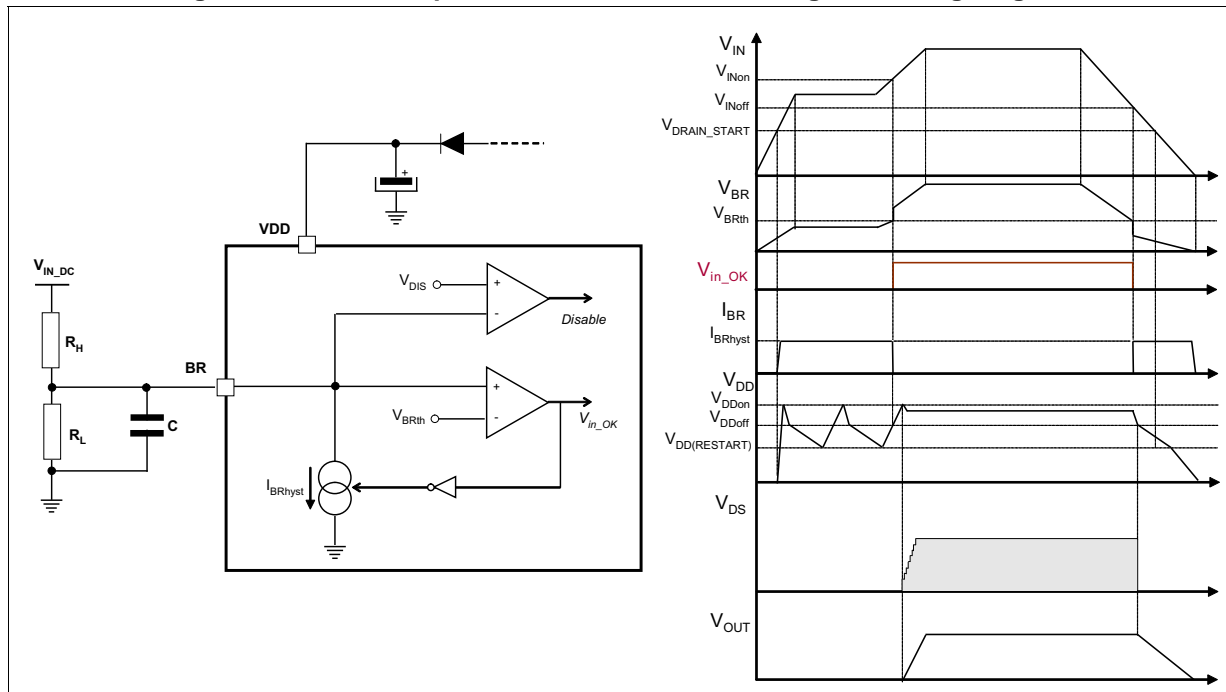 VDD
V_IN_DC
R_H
BR
R_L
C
V_DIS
+
-
Disable
+
V_BRth
-
V_in_OK
I_BRhyst
+
V_IN
V_INon
V_INoff
V_DRAIN_START
V_BR
V_BRth
V_in_OK
I_BR
I_BRhyst
V_DD
V_DDon
V_DDoff
V_DD(RESTART)
V_DS
V_OUT